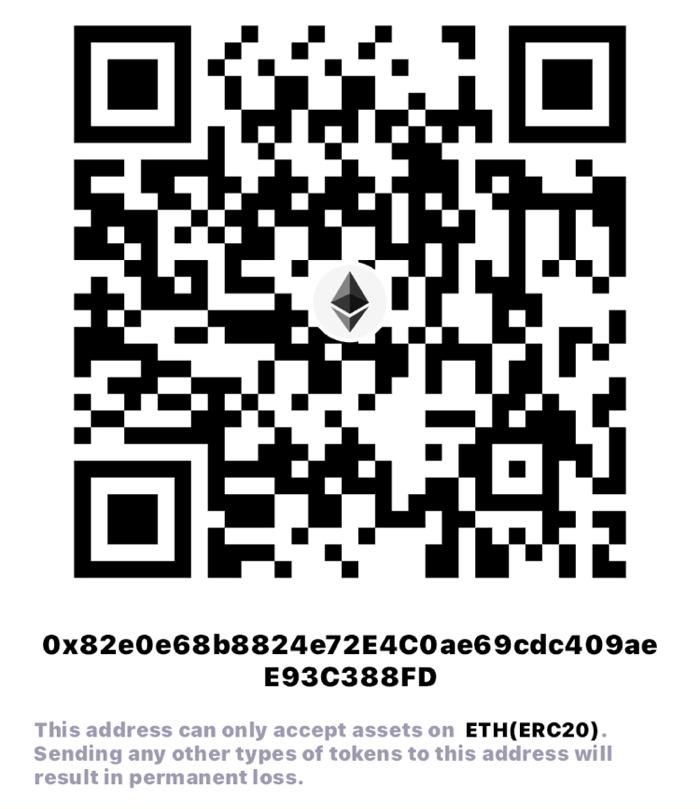 0x82e0e68b8824e72E4C0ae69cdc409ae
E93C388FD
This address can only accept assets on ETH(ERC20).
Sending any other types of tokens to this address will
result in permanent loss.